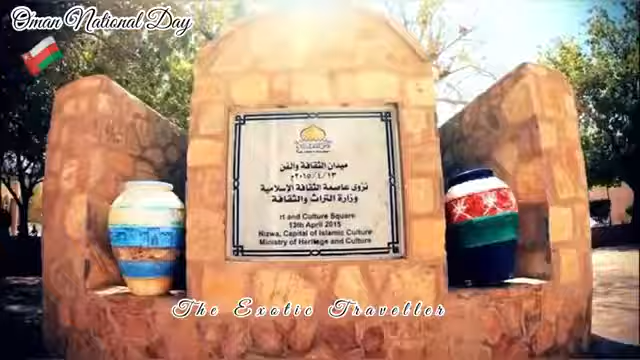 Oman National Day
ميدان الثقافة والفن
٢٠١٥/٤/١٣م
نزوى عاصمة الثقافة الإسلامية
وزارة التراث والثقافة
rt and Culture Square
13th April 2015
Nizwa, Capital of Islamic Culture
Ministry of Heritage and Culture
The Exotic Traveller